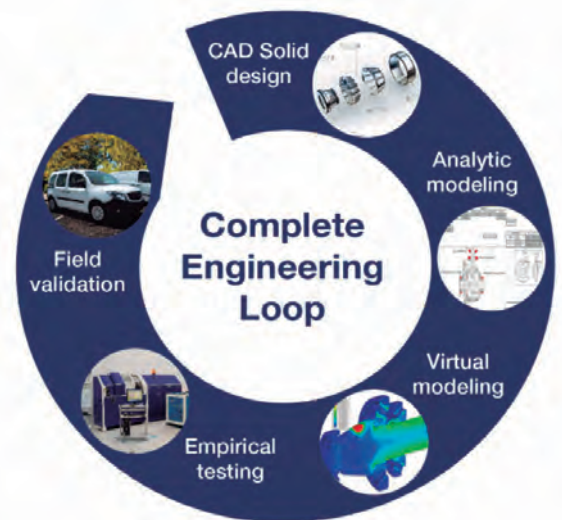 CAD Solid
design
Analytic
modeling
Virtual
modeling
Empirical
testing
Field
validation
Complete
Engineering
Loop